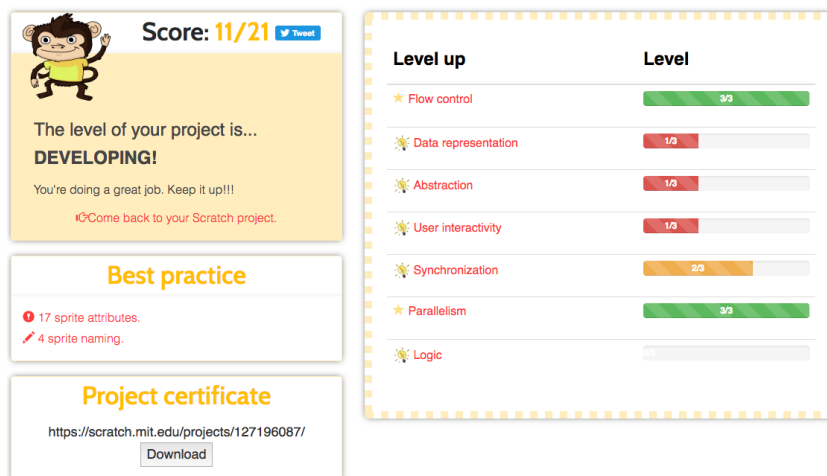 Score: 11/21 Tweet
The level of your project is...
DEVELOPING!
You're doing a great job. Keep it up!!!
Come back to your Scratch project.
Best practice
17 sprite attributes.
4 sprite naming.
Project certificate
https://scratch.mit.edu/projects/127196087/
Download
Level up Level
Flow control 3/3
Data representation 1/3
Abstraction 1/3
User interactivity 1/3
Synchronization 2/3
Parallelism 3/3
Logic